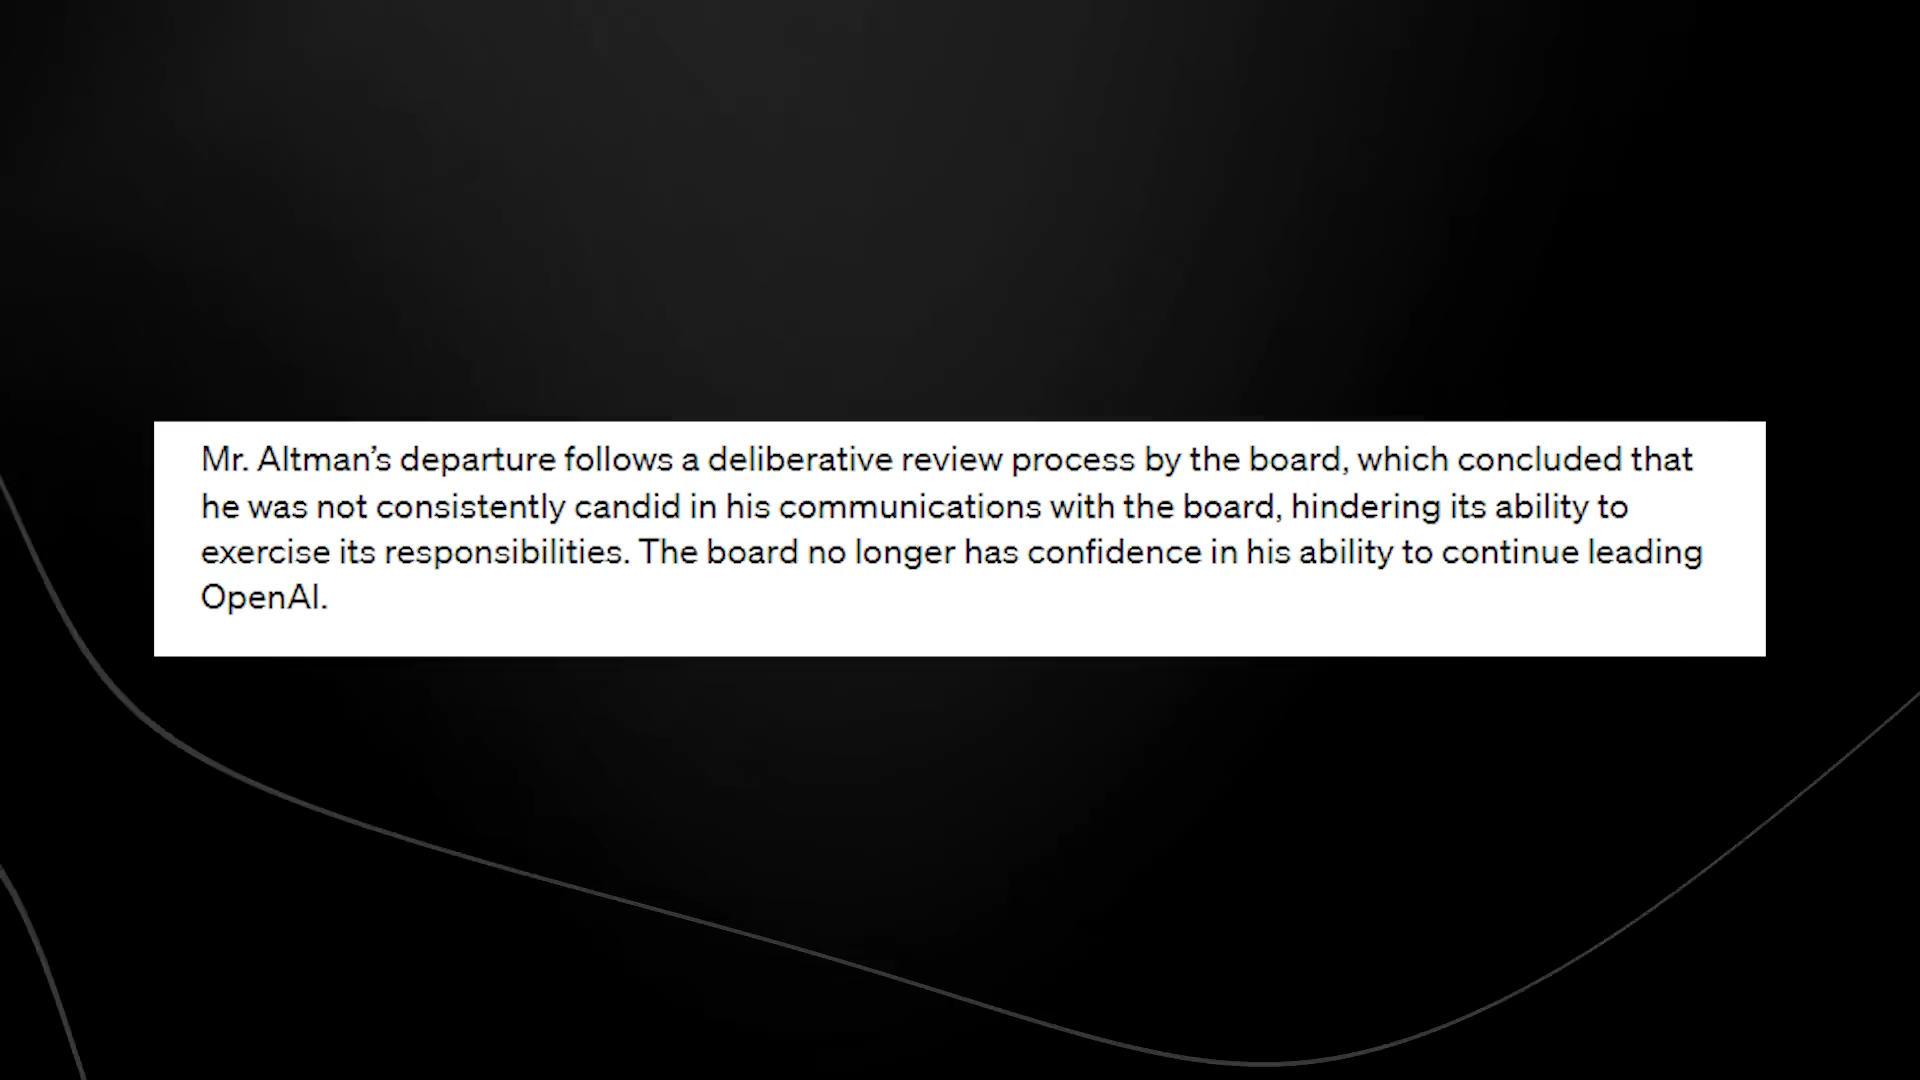 Mr. Altman’s departure follows a deliberative review process by the board, which concluded that
he was not consistently candid in his communications with the board, hindering its ability to
exercise its responsibilities. The board no longer has confidence in his ability to continue leading
OpenAI.